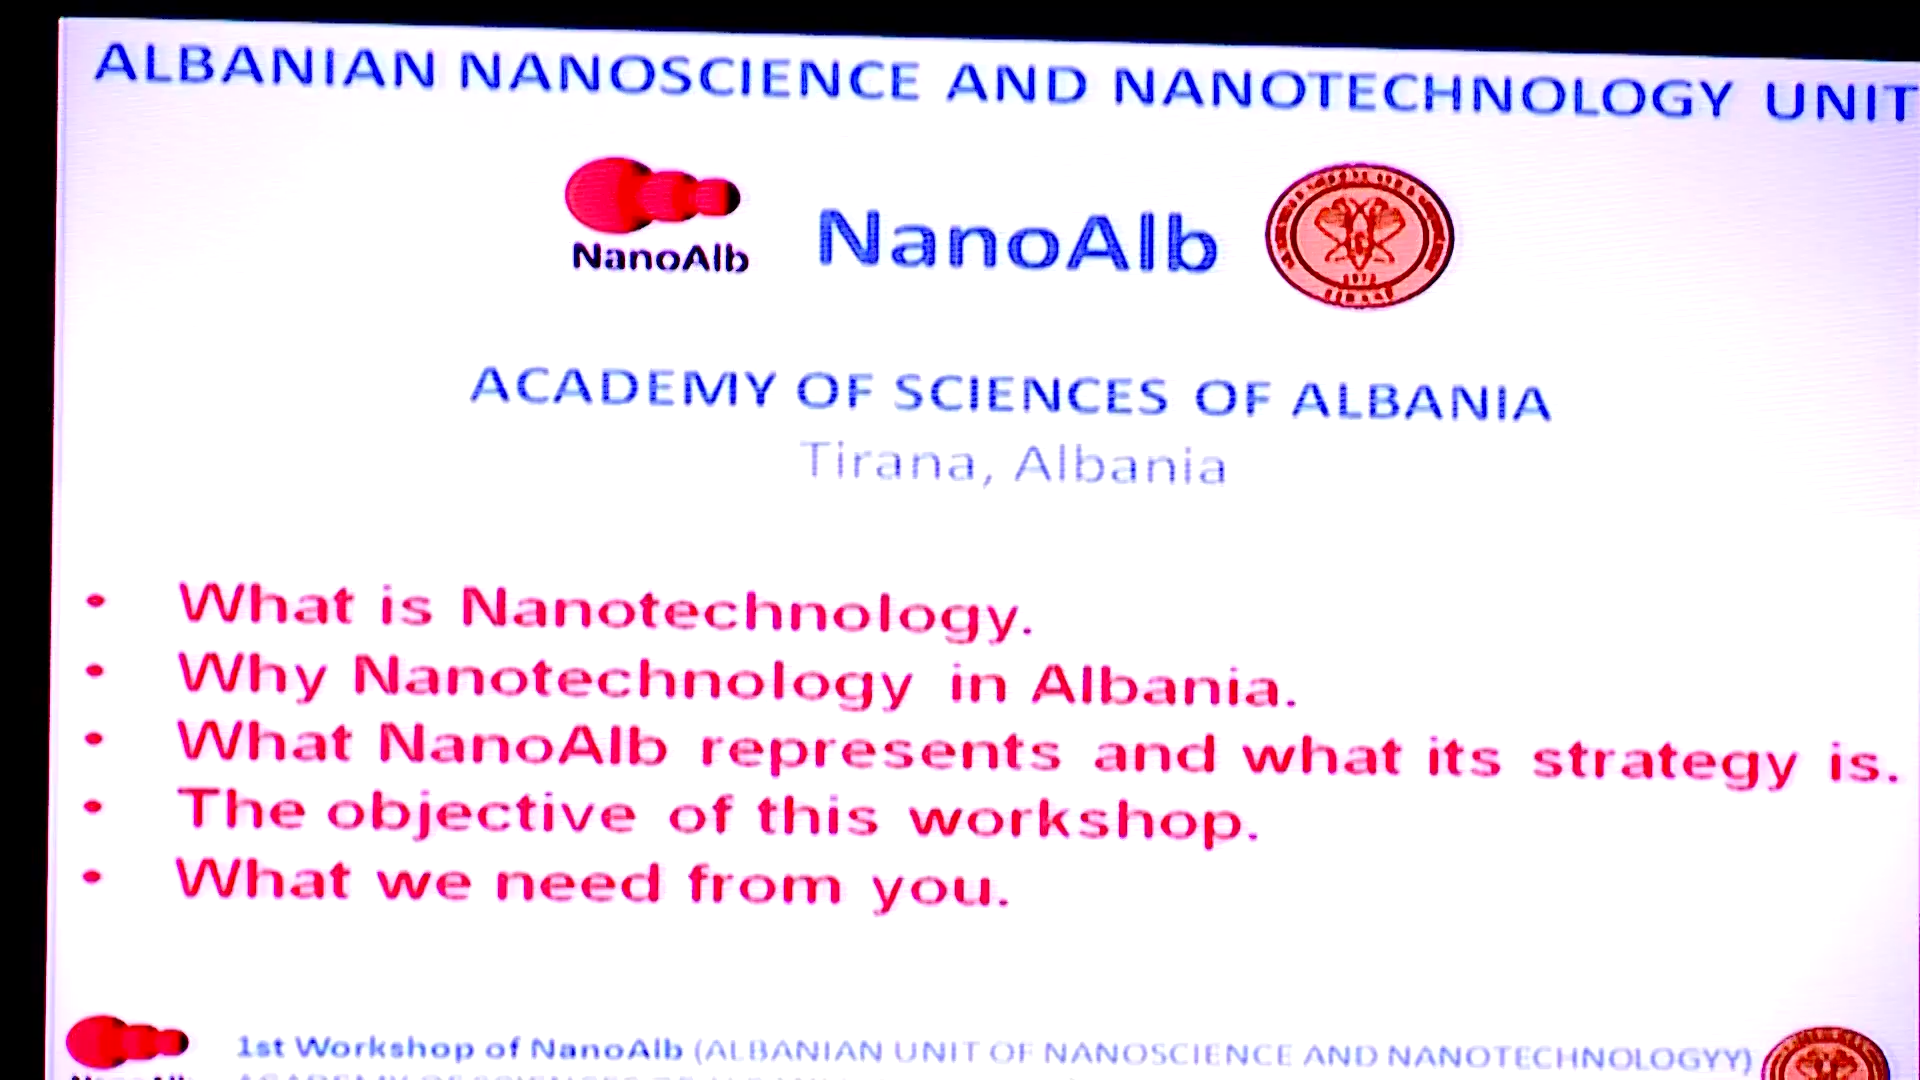 ALBANIAN NANOSCIENCE AND NANOTECHNOLOGY UNIT
NanoAlb
NanoAlb
ACADEMY OF SCIENCES OF ALBANIA
Tirana, Albania
• What is Nanotechnology.
• Why Nanotechnology in Albania.
• What NanoAlb represents and what its strategy is.
• The objective of this workshop.
• What we need from you.
1st Workshop of NanoAlb (ALBANIAN UNIT OF NANOSCIENCE AND NANOTECHNOLOGYY)